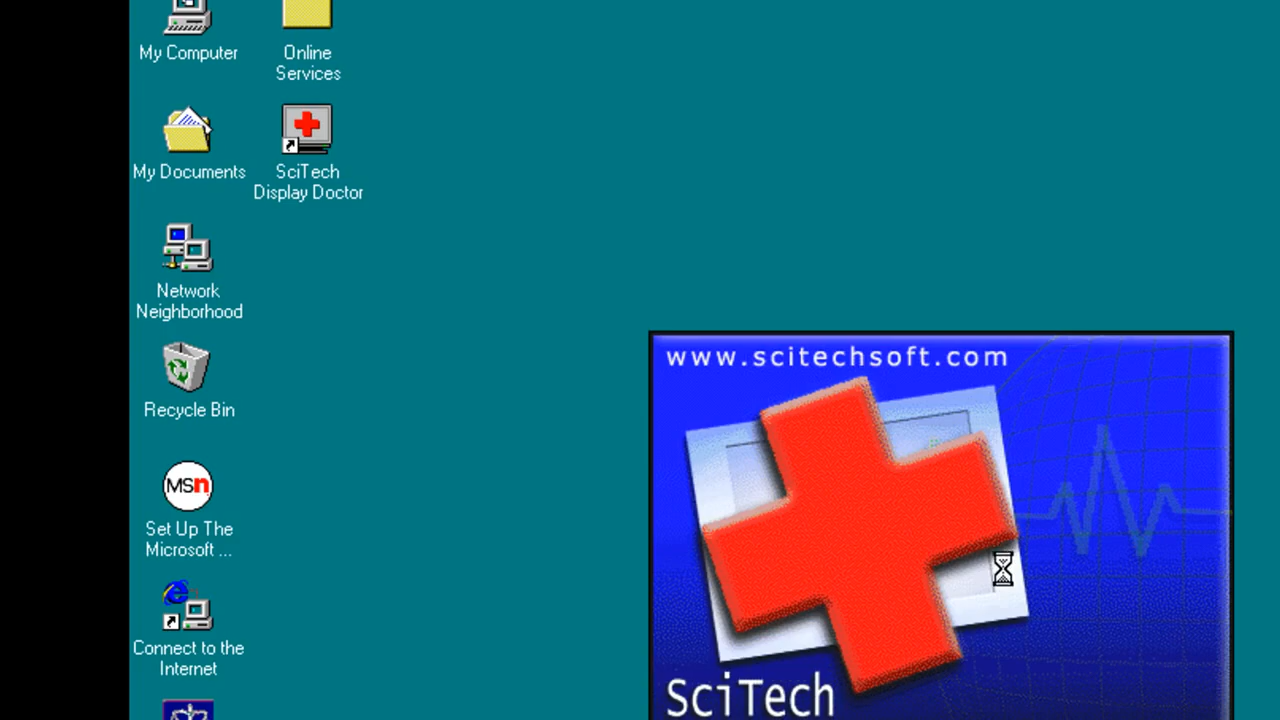 My Computer
Online
Services
My Documents
SciTech
Display Doctor
Network
Neighborhood
Recycle Bin
MSn
Set Up The
Microsoft ...
Connect to the
Internet
www.scitechsoft.com
SciTech